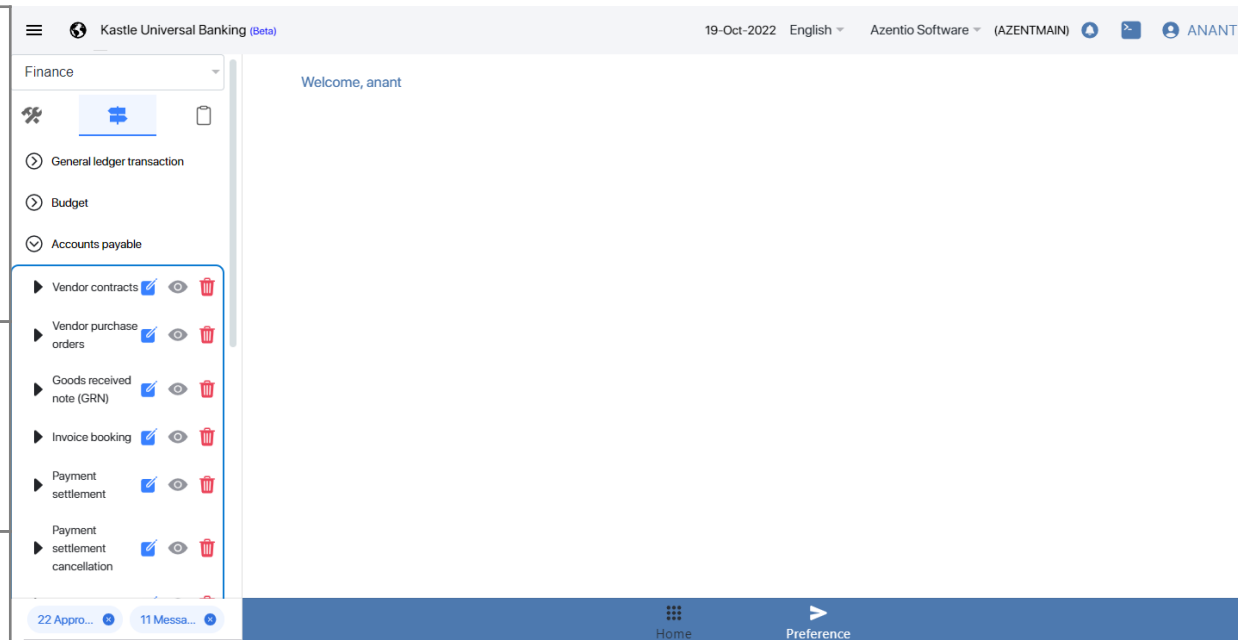 Kastle Universal Banking (Beta)
19-Oct-2022 English Azentio Software (AZENTMAIN) ANANT
Finance
Welcome, anant
General ledger transaction
Budget
Accounts payable
Vendor contracts
Vendor purchase
orders
Goods received
note (GRN)
Invoice booking
Payment
settlement
Payment
settlement
cancellation
22 Appro... 11 Messa...
Home Preference